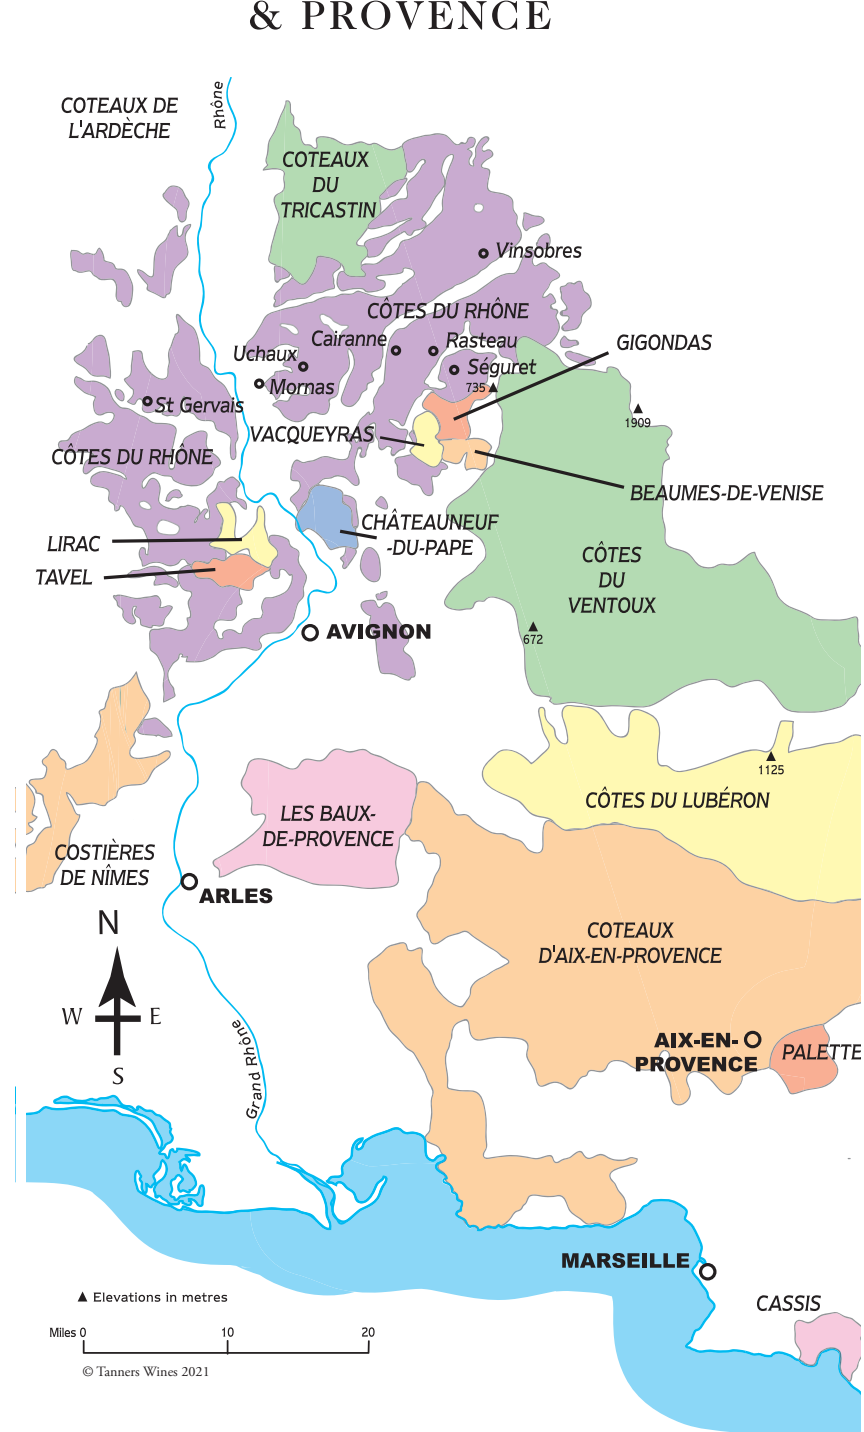 & PROVENCE
Rhône
COTEAUX DE
L'ARDÈCHE
COTEAUX
DU
TRICASTIN
Vinsobres
CÔTES DU RHÔNE
Cairanne
Rasteau
GIGONDAS
Uchaux
Séguret
Mornas
735
St Gervais
1909
VACQUEYRAS
CÔTES DU RHÔNE
BEAUMES-DE-VENISE
CHÂTEAUNEUF
-DU-PAPE
LIRAC
TAVEL
CÔTES
DU
VENTOUX
AVIGNON
672
1125
CÔTES DU LUBÉRON
LES BAUX-
DE-PROVENCE
COSTIÈRES
DE NÎMES
ARLES
N
W E
S
COTEAUX
D'AIX-EN-PROVENCE
Grand Rhône
AIX-EN-
PROVENCE
PALETTE
MARSEILLE
CASSIS
▲ Elevations in metres
Miles 0 10 20
© Tanners Wines 2021